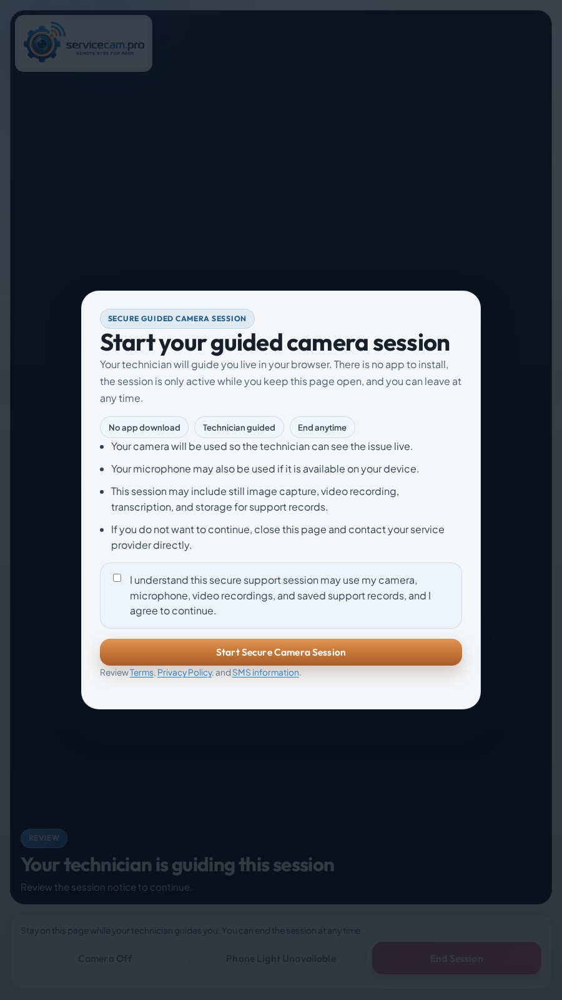 servicecam.pro
REMOTE EYES FOR PROS
SECURE GUIDED CAMERA SESSION
Start your guided camera session
Your technician will guide you live in your browser. There is no app to install,
the session is only active while you keep this page open, and you can leave at
any time.
No app download
Technician guided
End anytime
Your camera will be used so the technician can see the issue live.
Your microphone may also be used if it is available on your device.
This session may include still image capture, video recording,
transcription, and storage for support records.
If you do not want to continue, close this page and contact your service
provider directly.
I understand this secure support session may use my camera,
microphone, video recordings, and saved support records, and I
agree to continue.
Start Secure Camera Session
Review Terms, Privacy Policy, and SMS information.
REVIEW
Your technician is guiding this session
Review the session notice to continue.
Stay on this page while your technician guides you. You can end the session at any time.
Camera Off
Phone Light Unavailable
End Session